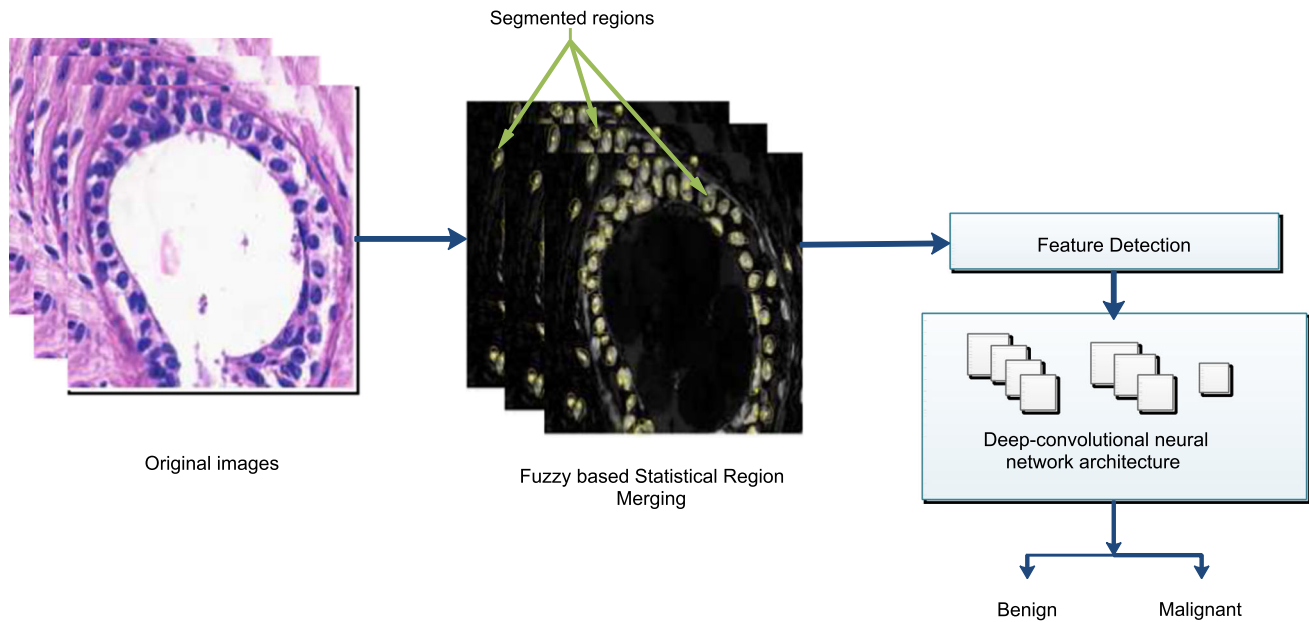 Segmented regions
Original images
Fuzzy based Statistical Region
Merging
Feature Detection
Deep-convolutional neural
network architecture
Benign
Malignant